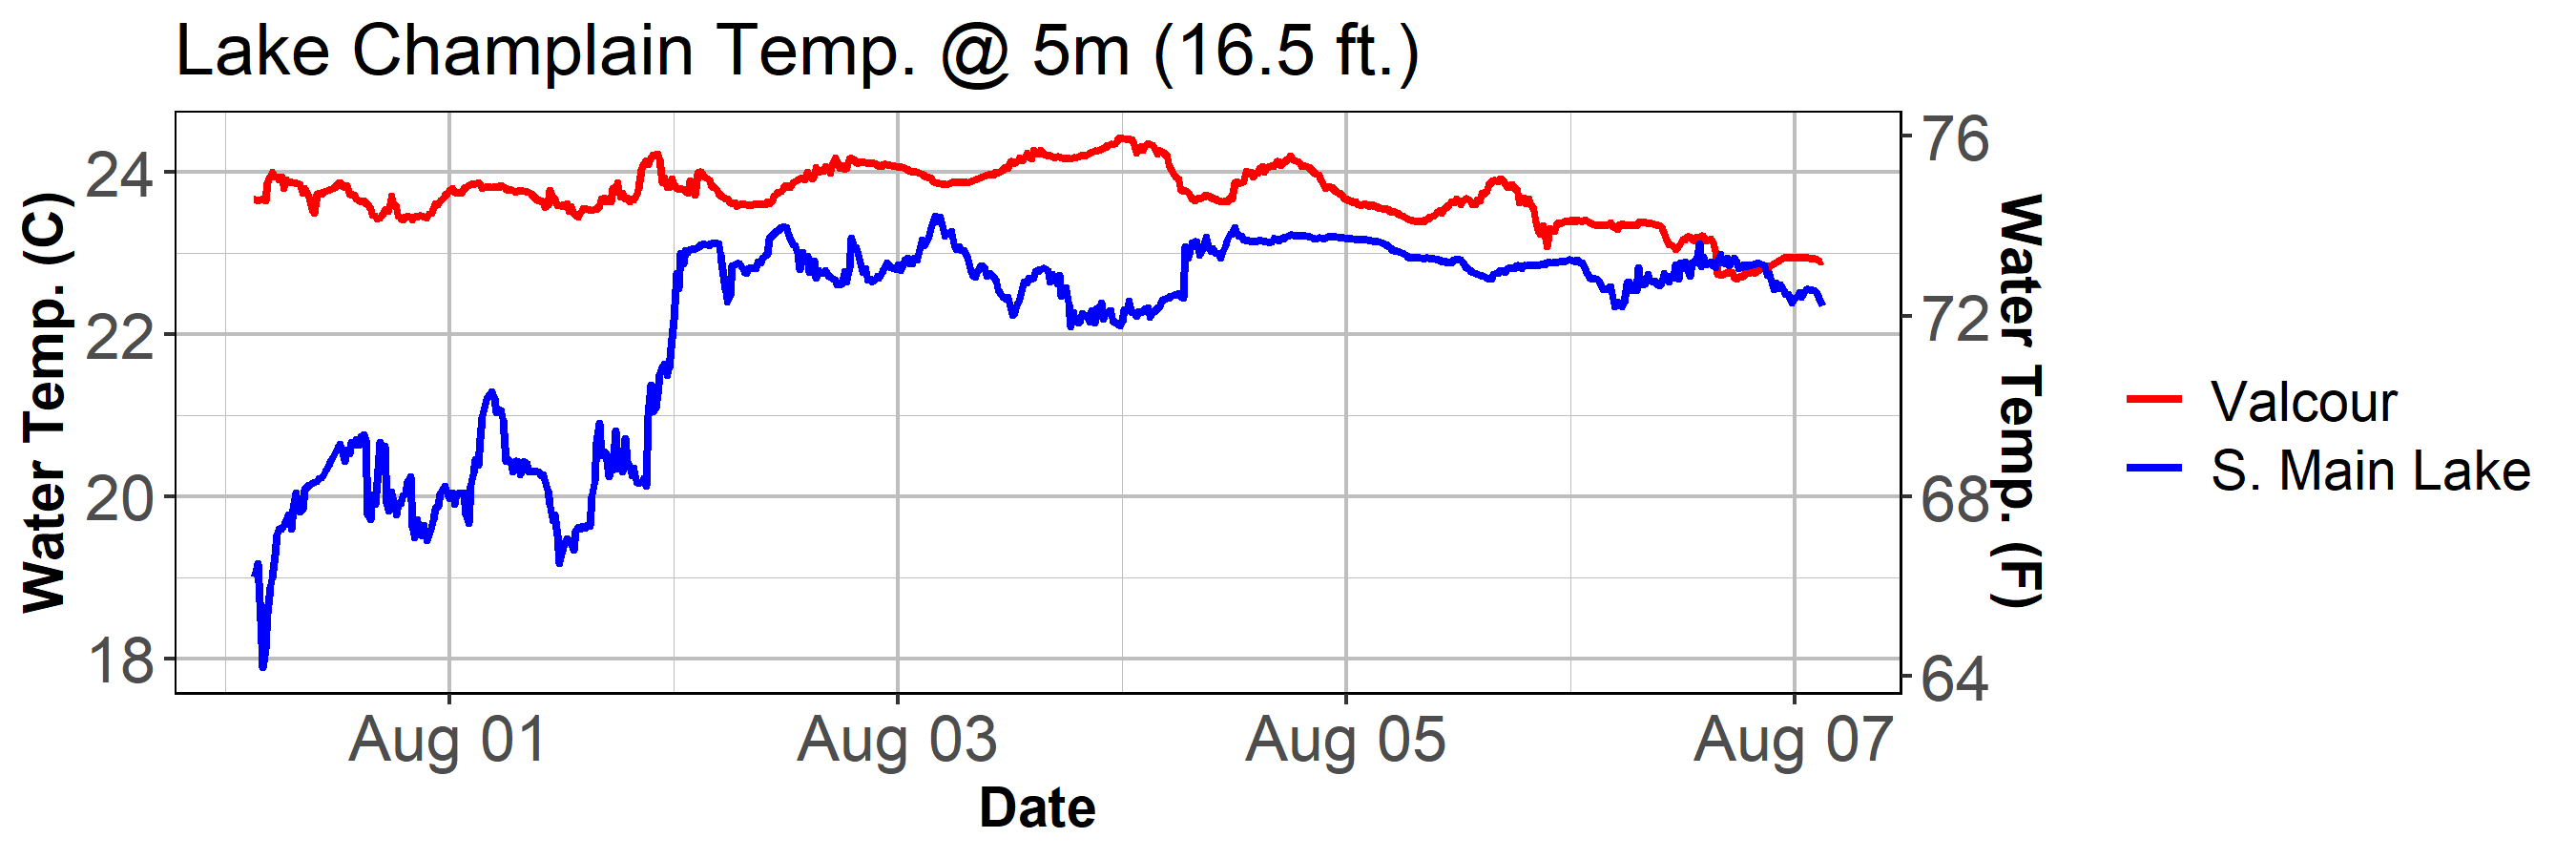 Lake Champlain Temp. @ 5m (16.5 ft.)
Water Temp. (C)
24
22
20
18
76
72
68
64
Water Temp. (F)
Aug 01
Aug 03
Aug 05
Aug 07
Date
Valcour
S. Main Lake